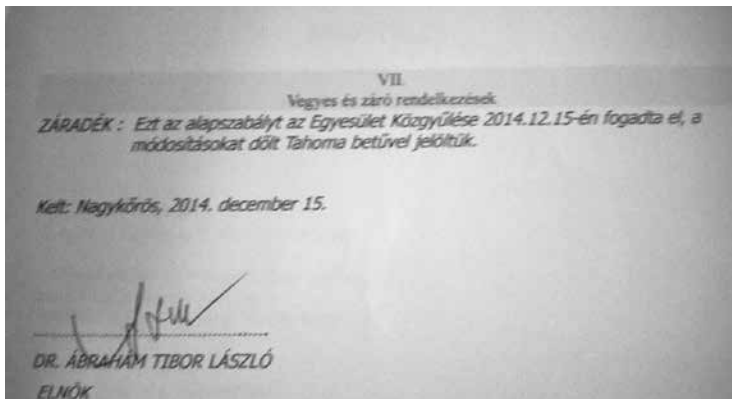 VII.
Vegyes és záró rendelkezések
ZÁRADÉK : Ezt az alapszabályt az Egyesület Közgyűlése 2014.12.15-én fogadta el, a
módosításokat dőlt Tahoma betűvel jelöltük.
Kelt: Nagykőrös, 2014. december 15.
DR. ÁBRAHÁM TIBOR LÁSZLÓ
ELNÖK